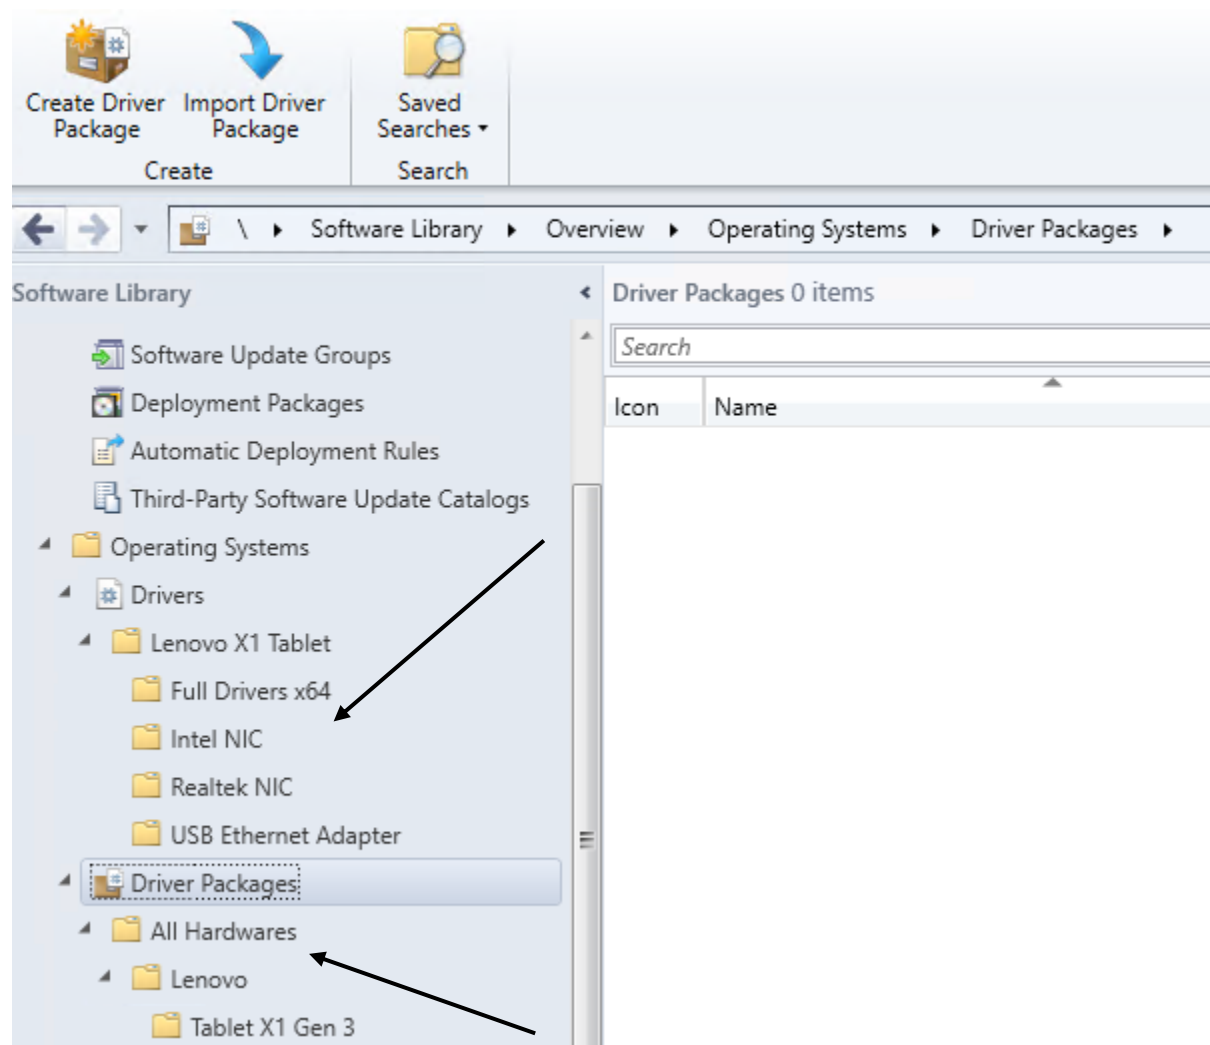 Create Driver Package
Import Driver Package
Saved Searches
Create
Search
\ Software Library Overview Operating Systems Driver Packages
Software Library
Driver Packages 0 items
Search
Icon Name
Software Update Groups
Deployment Packages
Automatic Deployment Rules
Third-Party Software Update Catalogs
Operating Systems
Drivers
Lenovo X1 Tablet
Full Drivers x64
Intel NIC
Realtek NIC
USB Ethernet Adapter
Driver Packages
All Hardwares
Lenovo
Tablet X1 Gen 3